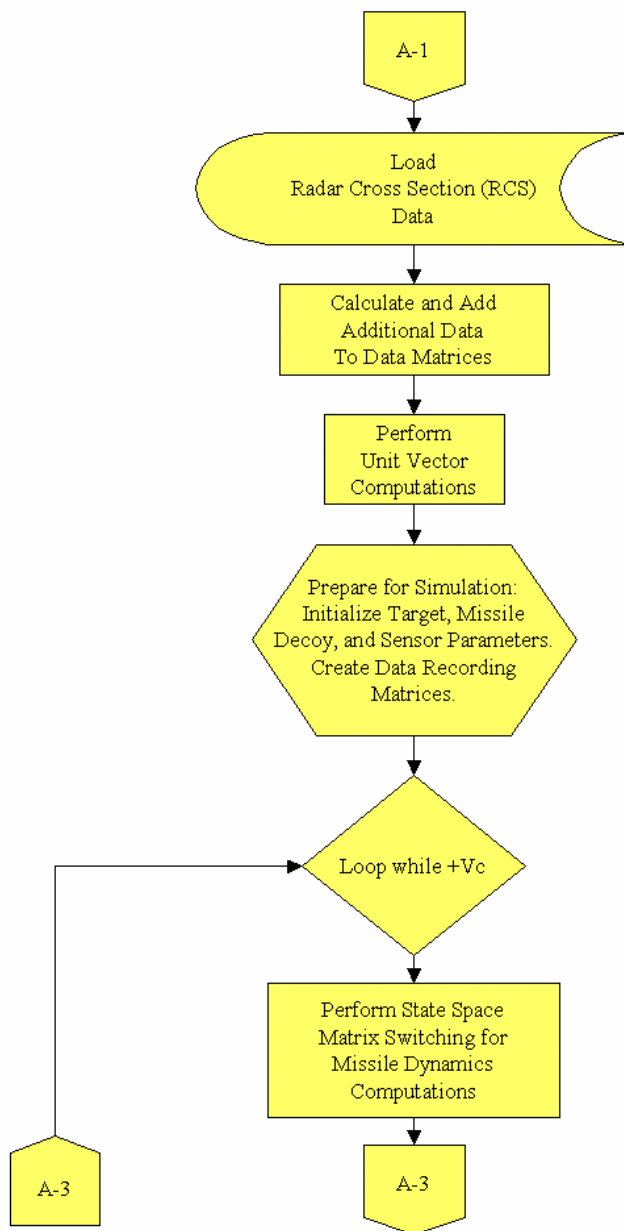 A-1
Load
Radar Cross Section (RCS)
Data
Calculate and Add
Additional Data
To Data Matrices
Perform
Unit Vector
Computations
Prepare for Simulation:
Initialize Target, Missile
Decoy, and Sensor Parameters.
Create Data Recording
Matrices.
Loop while +Vc
Perform State Space
Matrix Switching for
Missile Dynamics
Computations
A-3
A-3